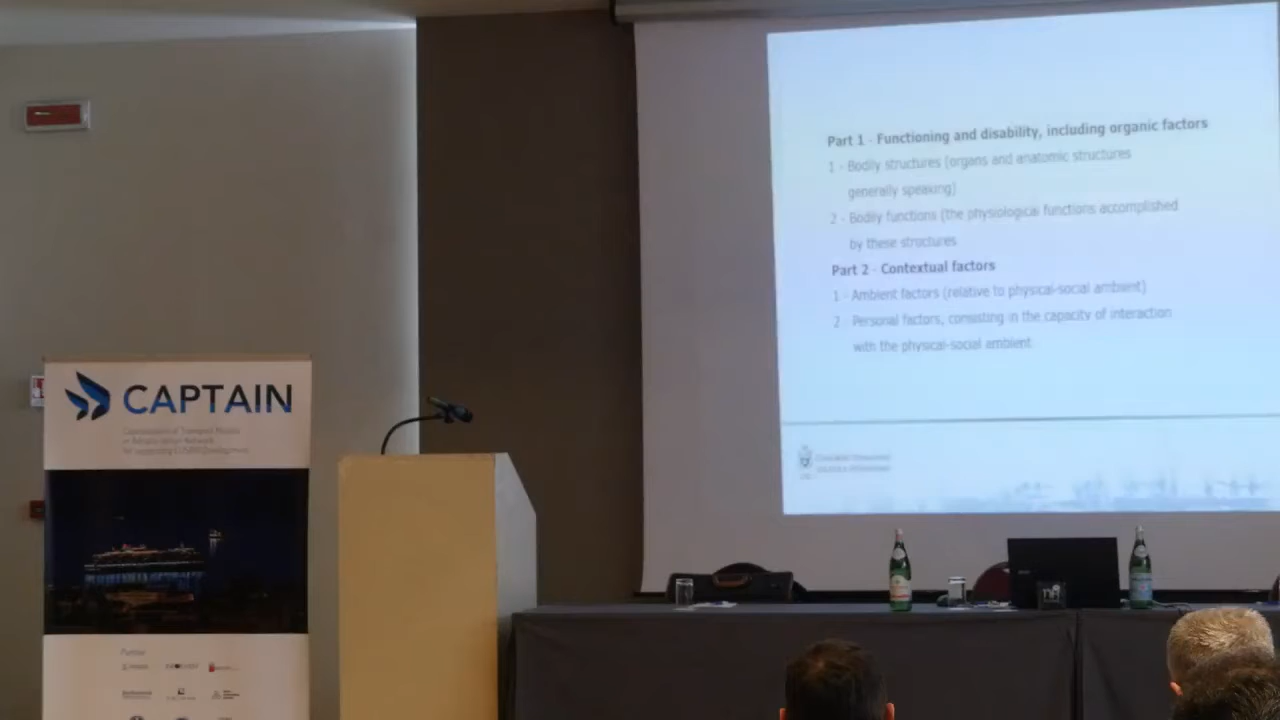 Part 1 - Functioning and disability, including organic factors
1 - Bodily structures (organs and anatomic structures
generally speaking)
2 - Bodily functions (the physiological functions accomplished
by these structures
Part 2 - Contextual factors
1 - Ambient factors (relative to physical-social ambient)
2 Personal factors, consisting in the capacity of interaction
with the physical-social ambient
CAPTAIN